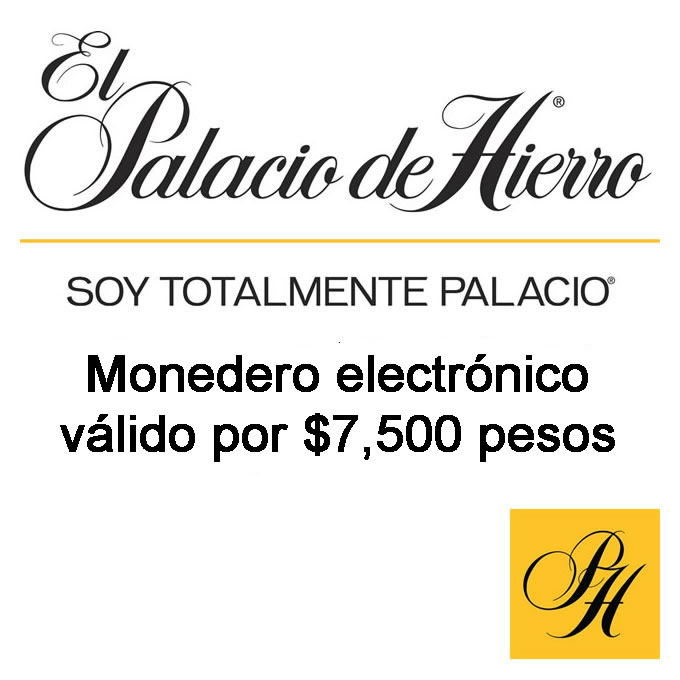 El
Palacio de Hierro®
SOY TOTALMENTE PALACIO®
Monedero electrónico
válido por $7,500 pesos
PH